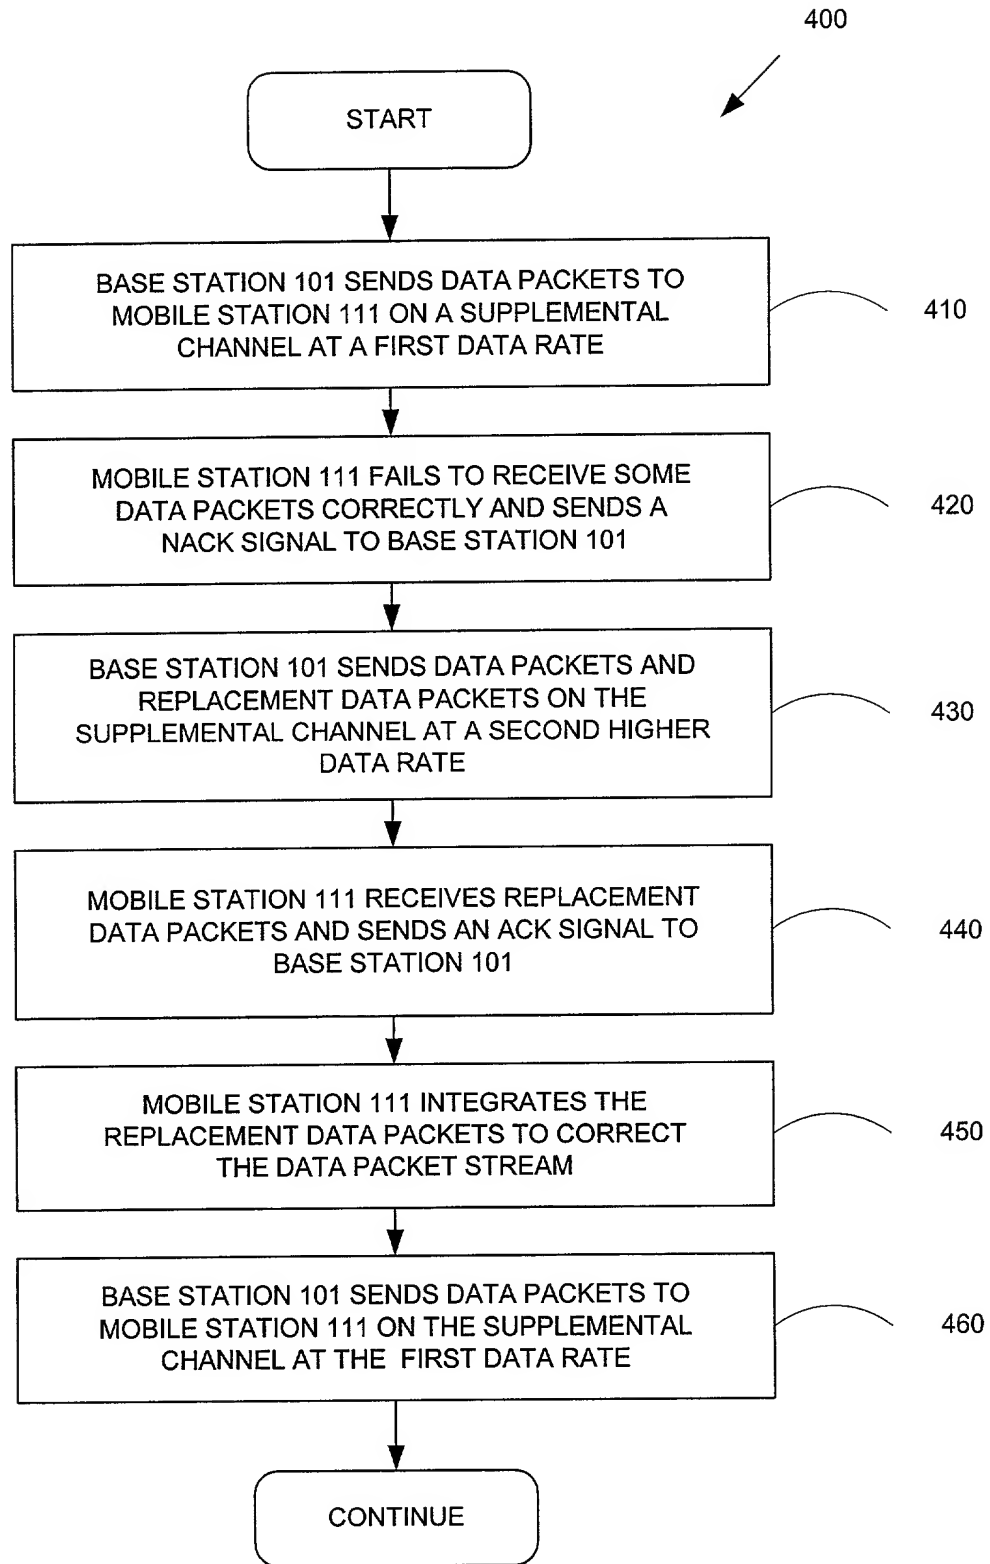 400
START
BASE STATION 101 SENDS DATA PACKETS TO
MOBILE STATION 111 ON A SUPPLEMENTAL
CHANNEL AT A FIRST DATA RATE
410
MOBILE STATION 111 FAILS TO RECEIVE SOME
DATA PACKETS CORRECTLY AND SENDS A
NACK SIGNAL TO BASE STATION 101
420
BASE STATION 101 SENDS DATA PACKETS AND
REPLACEMENT DATA PACKETS ON THE
SUPPLEMENTAL CHANNEL AT A SECOND HIGHER
DATA RATE
430
MOBILE STATION 111 RECEIVES REPLACEMENT
DATA PACKETS AND SENDS AN ACK SIGNAL TO
BASE STATION 101
440
MOBILE STATION 111 INTEGRATES THE
REPLACEMENT DATA PACKETS TO CORRECT
THE DATA PACKET STREAM
450
BASE STATION 101 SENDS DATA PACKETS TO
MOBILE STATION 111 ON THE SUPPLEMENTAL
CHANNEL AT THE FIRST DATA RATE
460
CONTINUE